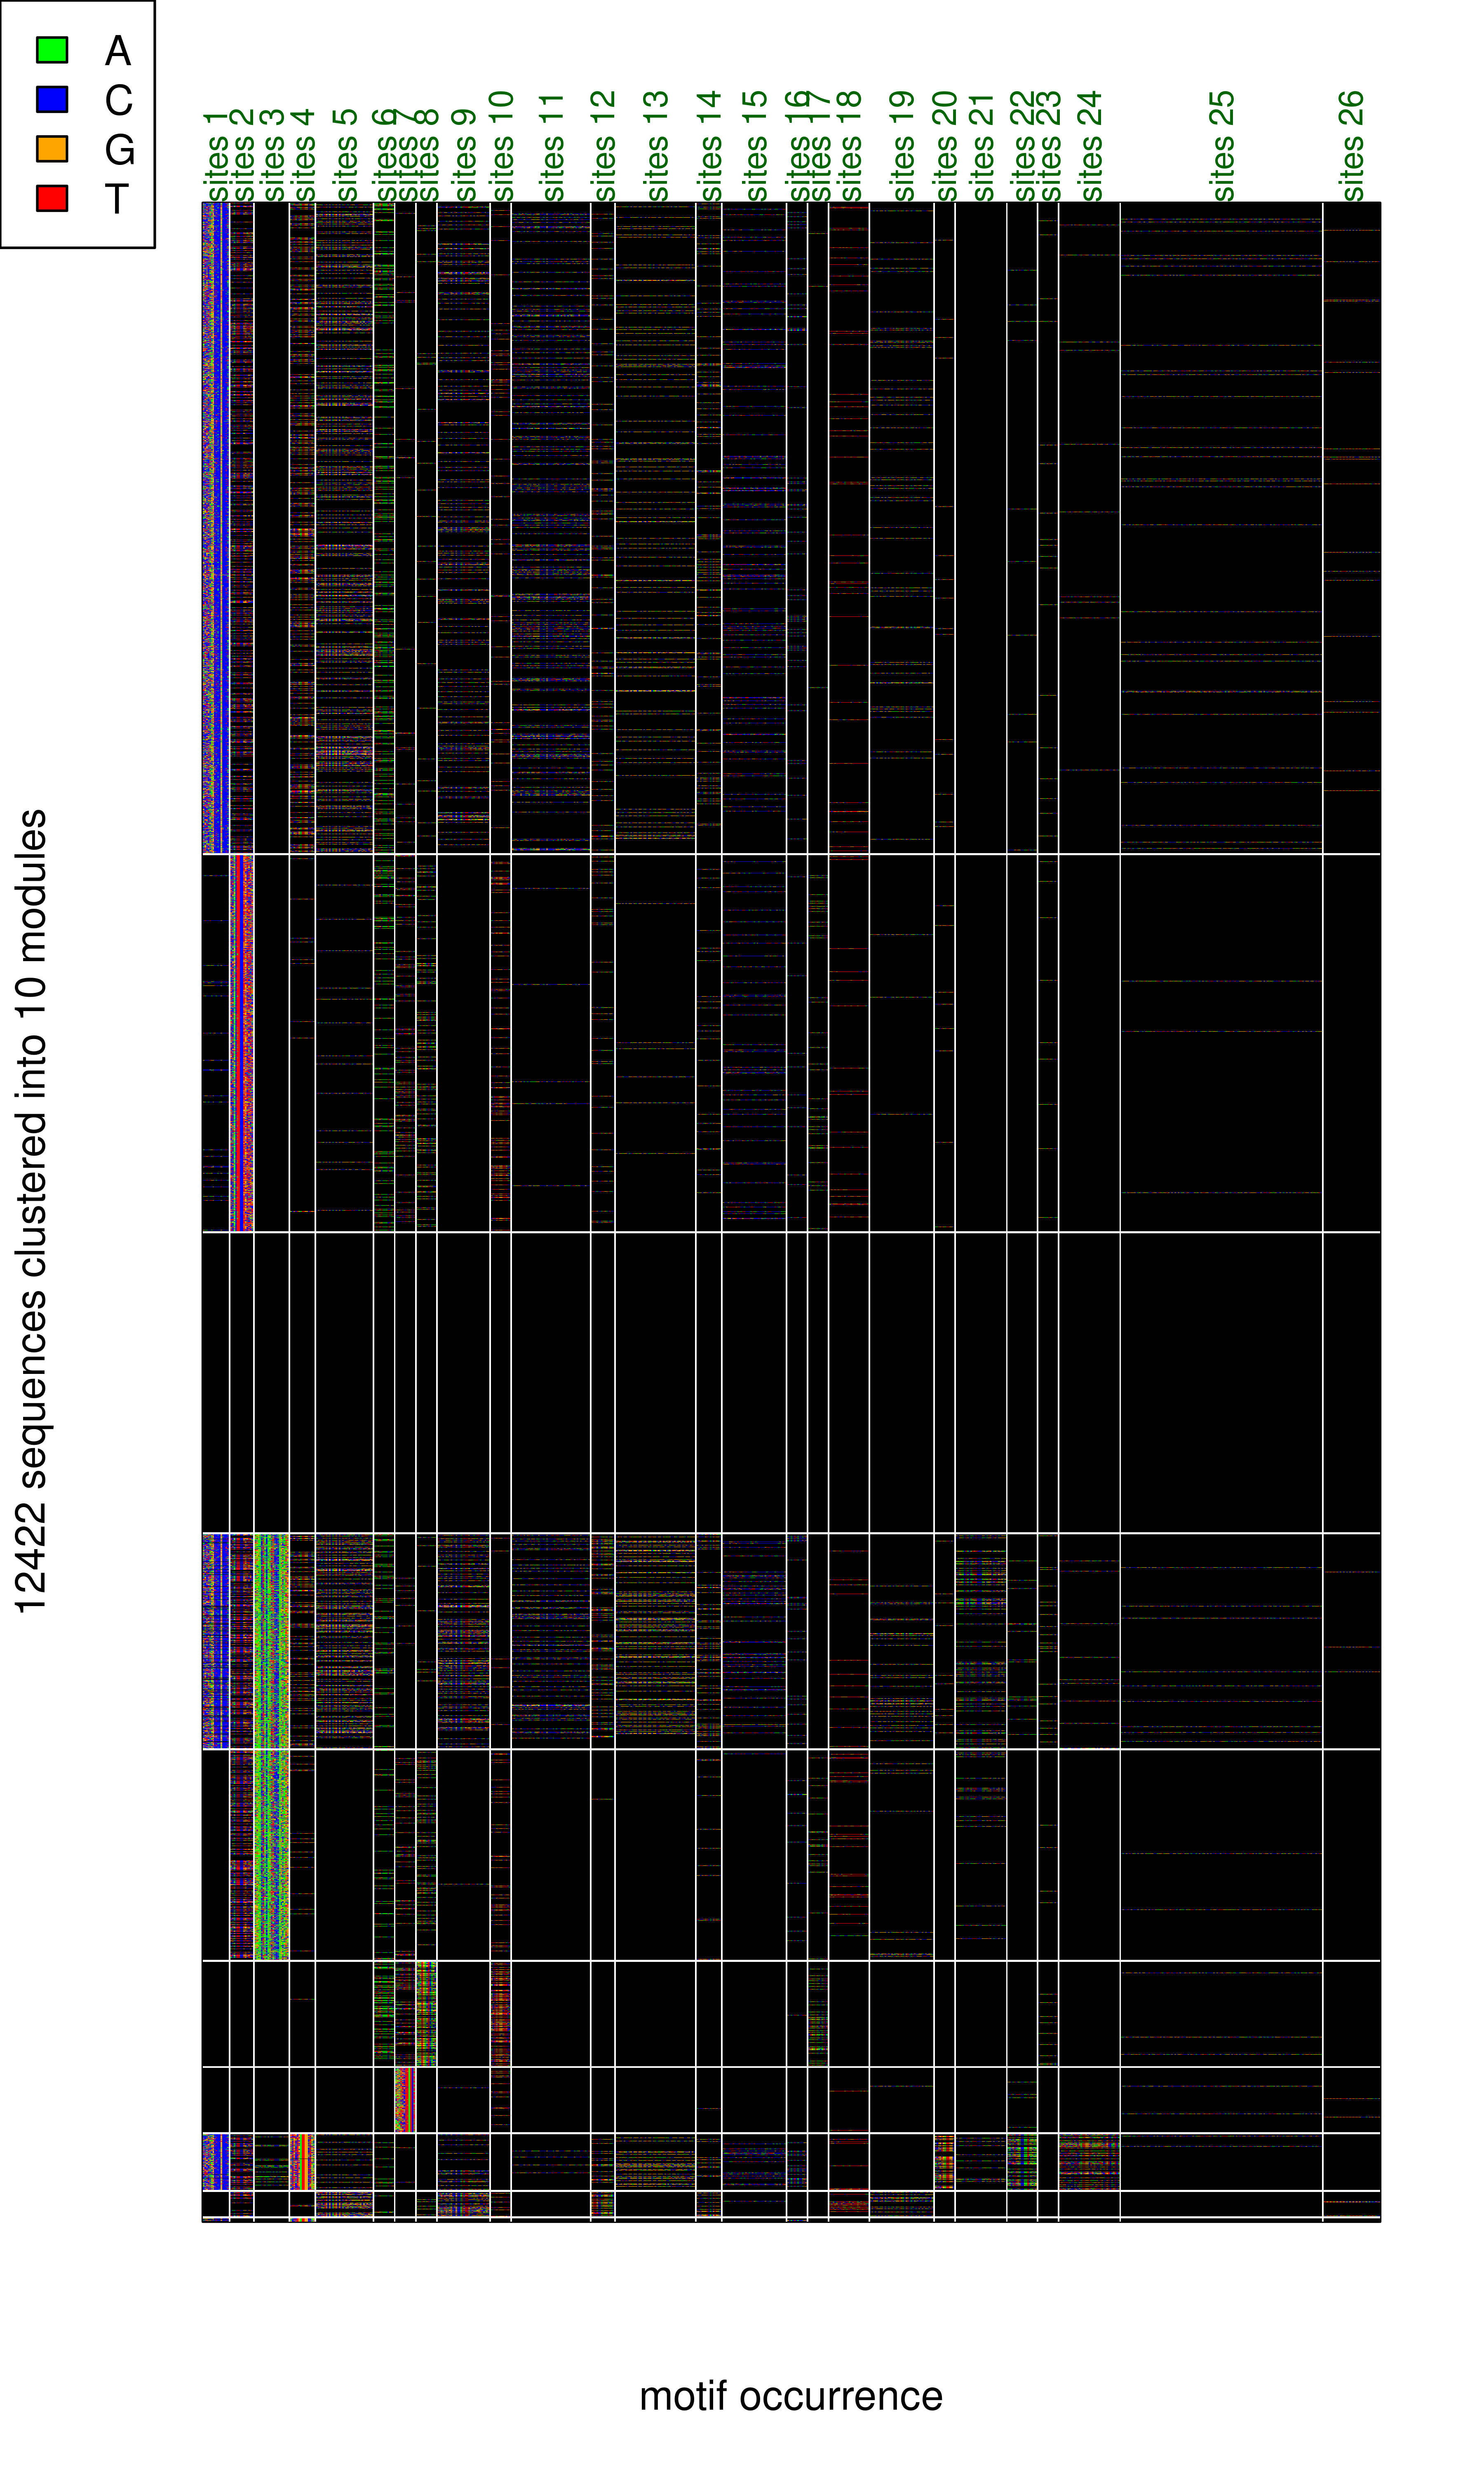 A
C
G
T
sites 1
sites 2
sites 3
sites 4
sites 5
sites 6
sites 7
sites 8
sites 9
sites 10
sites 11
sites 12
sites 13
sites 14
sites 15
sites 16
sites 17
sites 18
sites 19
sites 20
sites 21
sites 22
sites 23
sites 24
sites 25
sites 26
12422 sequences clustered into 10 modules
motif occurrence